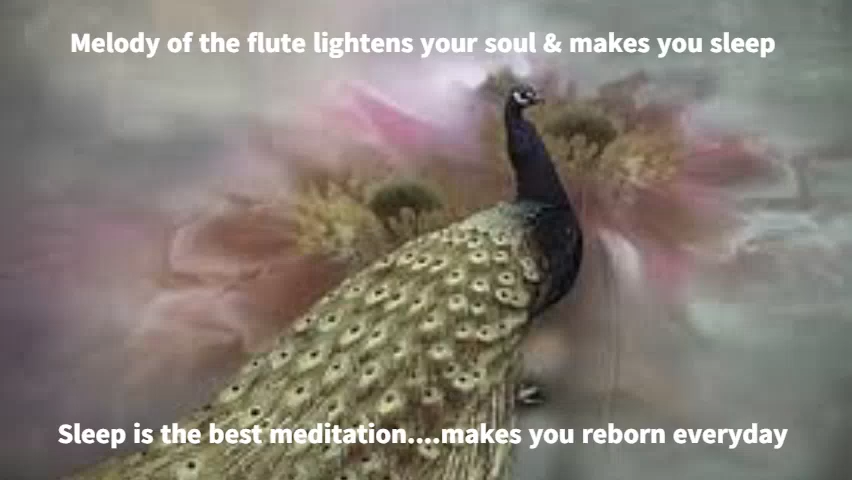 Melody of the flute lightens your soul & makes you sleep
Sleep is the best meditation....makes you reborn everyday